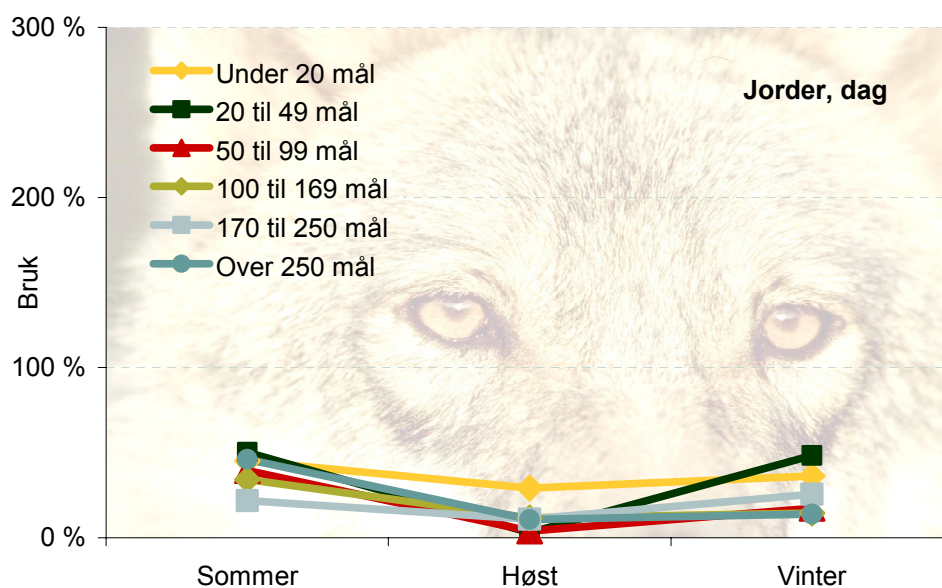 300 %
Under 20 mål
Jorder, dag
20 til 49 mål
50 til 99 mål
200 %
100 til 169 mål
170 til 250 mål
Over 250 mål
Bruk
100 %
0 %
Sommer Høst Vinter